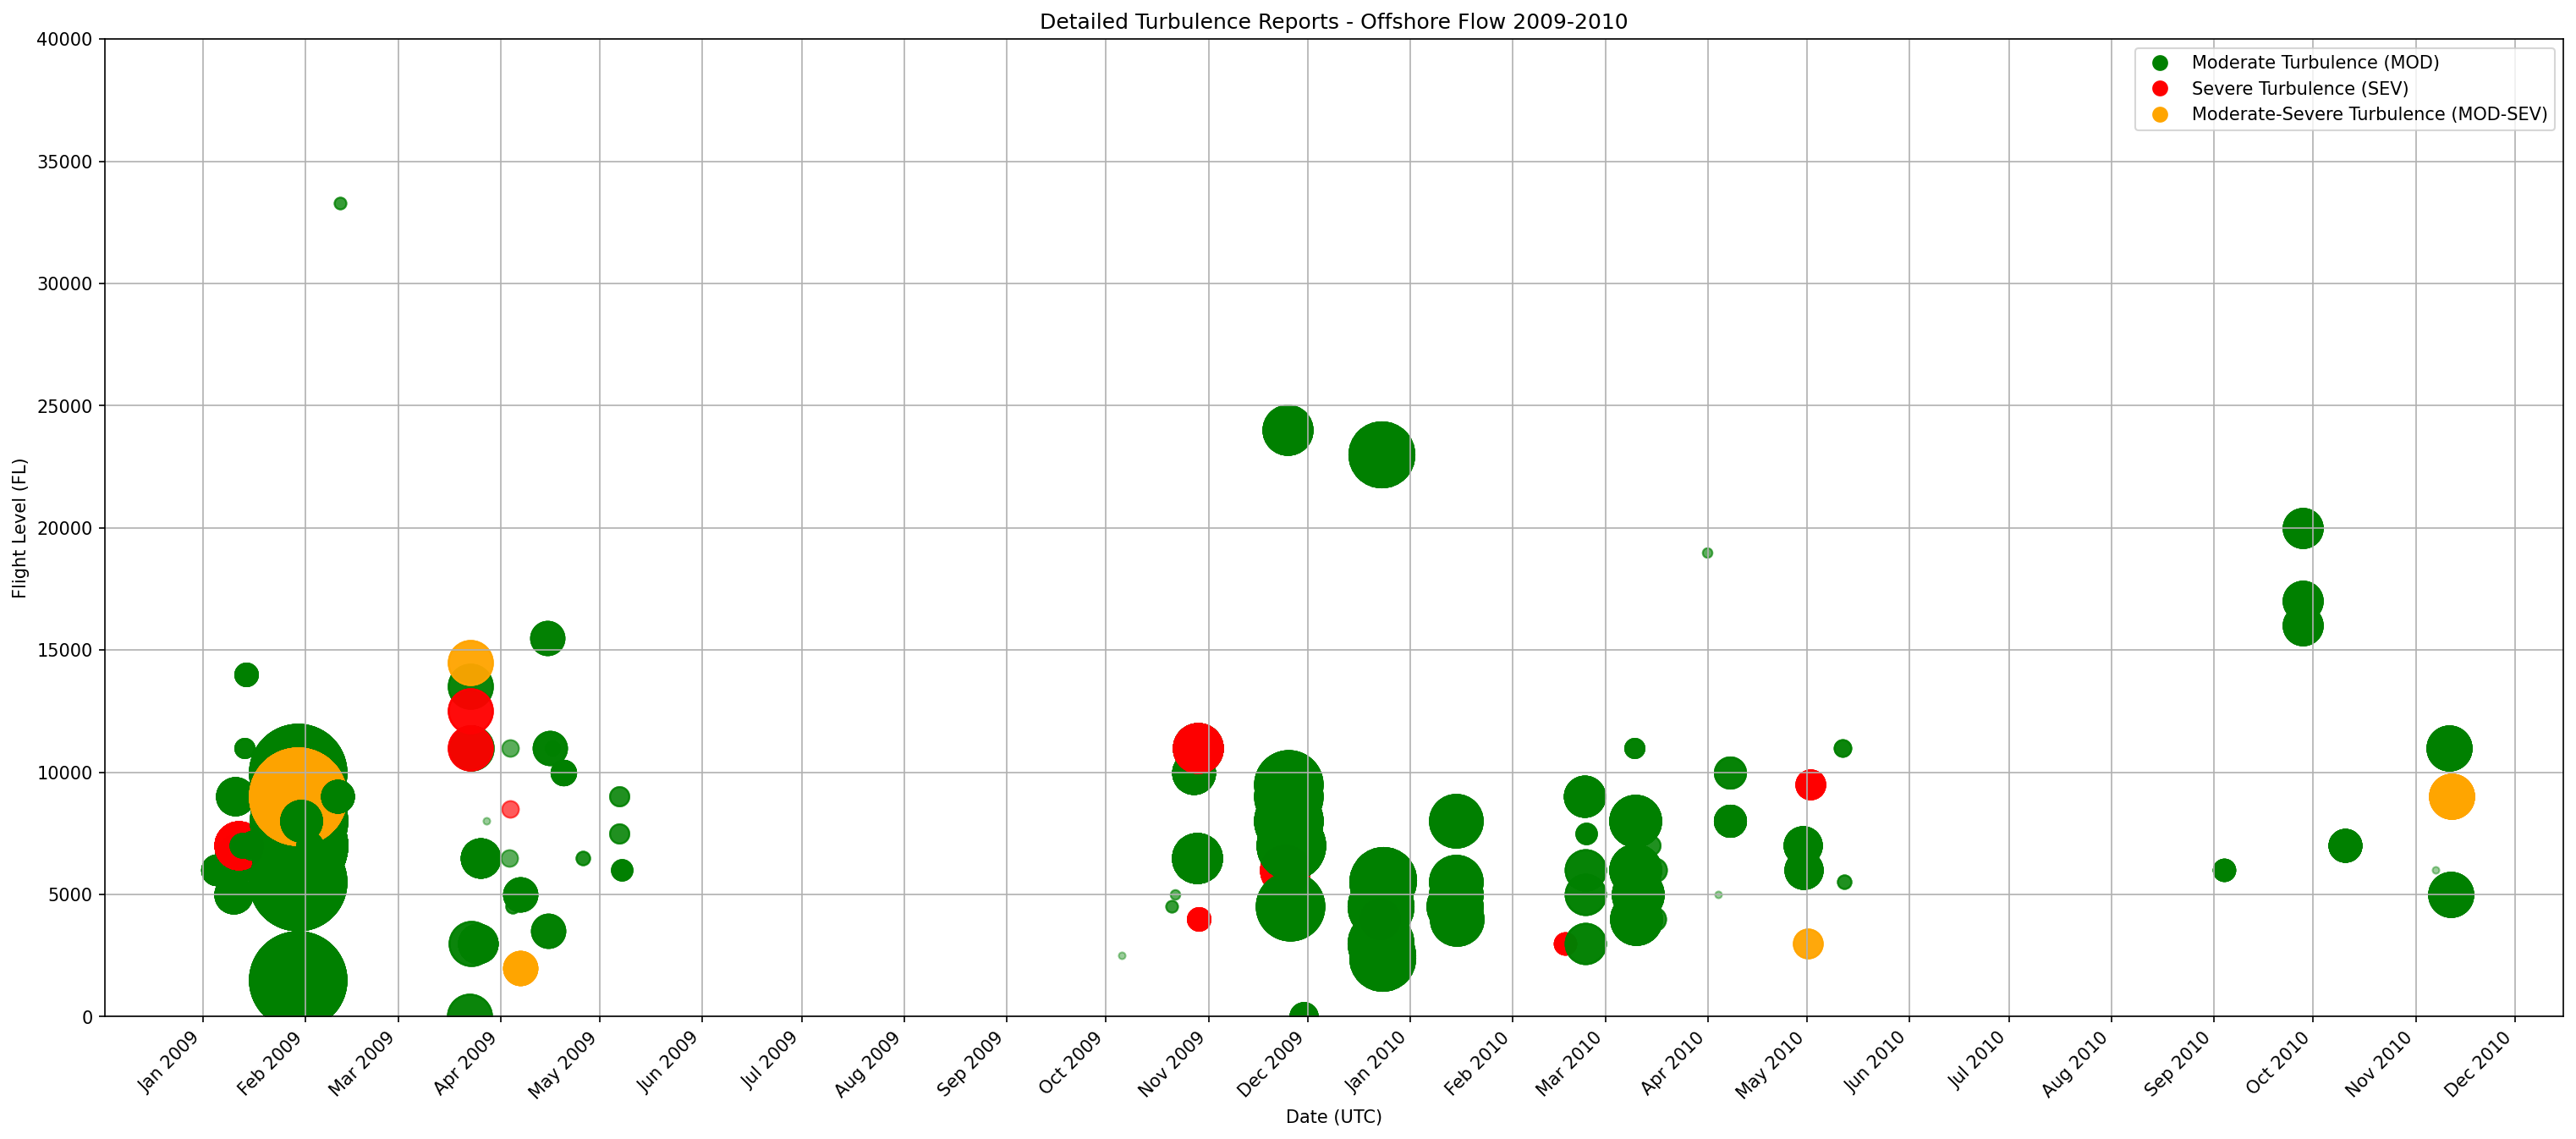 Detailed Turbulence Reports - Offshore Flow 2009-2010
Moderate Turbulence (MOD)
Severe Turbulence (SEV)
Moderate-Severe Turbulence (MOD-SEV)
Flight Level (FL)
40000
35000
30000
25000
20000
15000
10000
5000
0
Jan 2009
Feb 2009
Mar 2009
Apr 2009
May 2009
Jun 2009
Jul 2009
Aug 2009
Sep 2009
Oct 2009
Nov 2009
Dec 2009
Jan 2010
Feb 2010
Mar 2010
Apr 2010
May 2010
Jun 2010
Jul 2010
Aug 2010
Sep 2010
Oct 2010
Nov 2010
Dec 2010
Date (UTC)